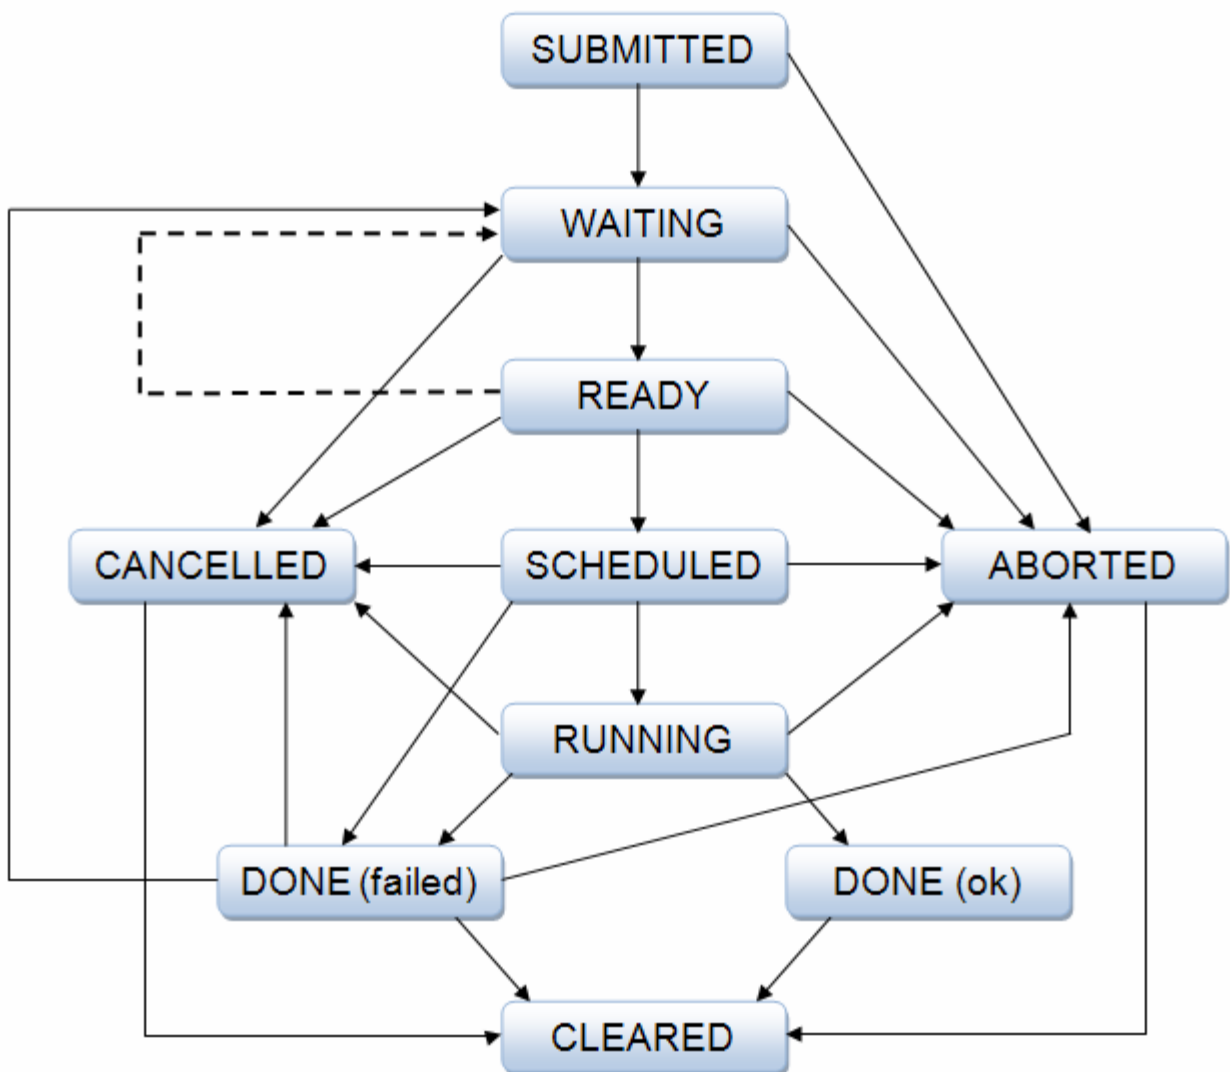 SUBMITTED
WAITING
READY
CANCELLED
SCHEDULED
ABORTED
RUNNING
DONE (failed)
DONE (ok)
CLEARED